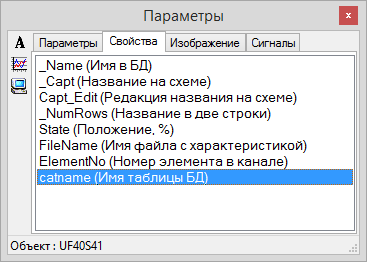 Параметры
x
A
Параметры Свойства Изображение Сигналы
_Name (Имя в БД)
_Capt (Название на схеме)
Capt_Edit (Редакция названия на схеме)
_NumRows (Название в две строки)
State (Положение, %)
FileName (Имя файла с характеристикой)
ElementNo (Номер элемента в канале)
catname (Имя таблицы БД)
Объект : UF40S41